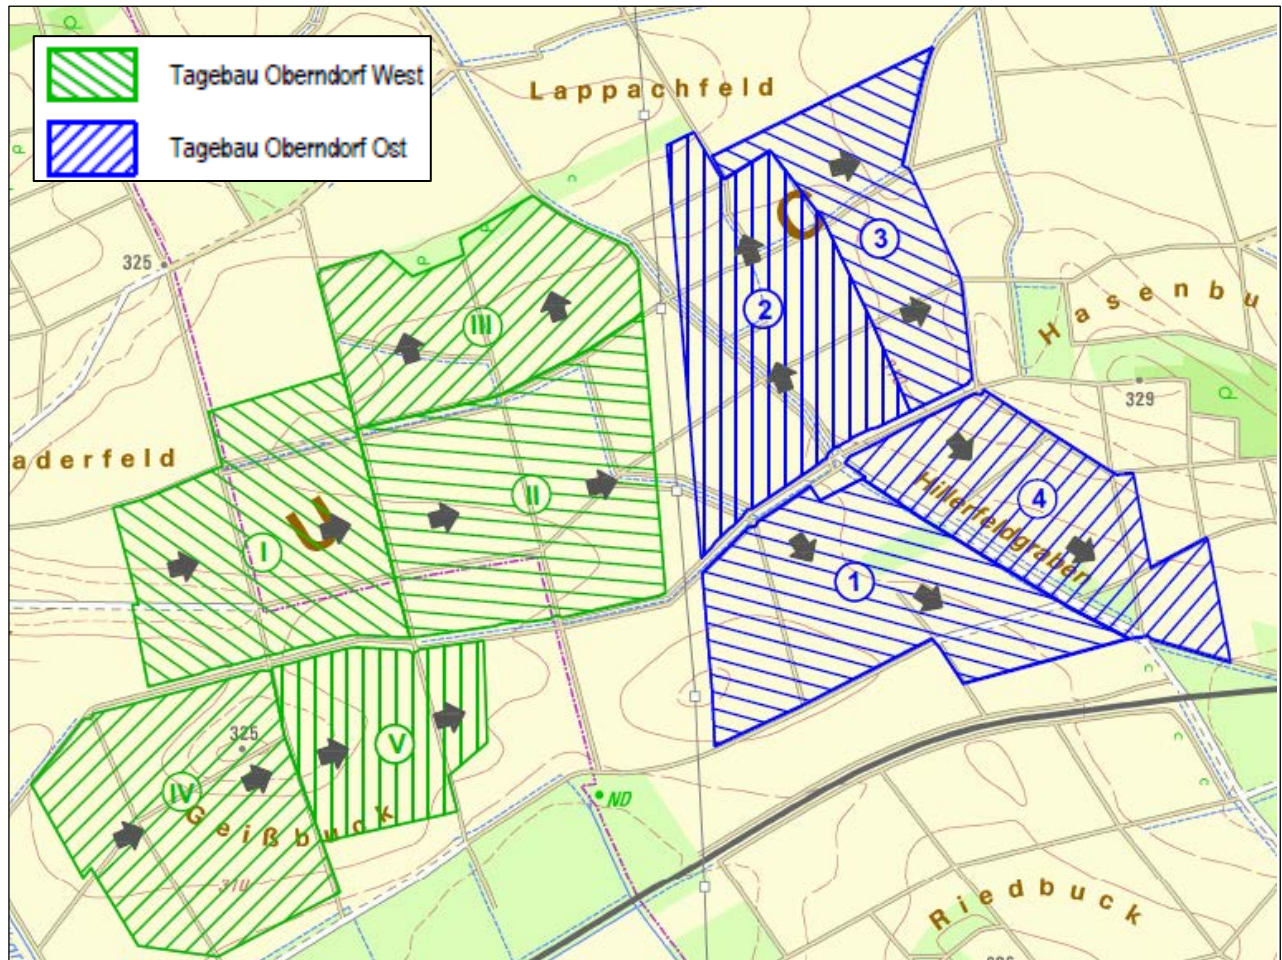 Tagebau Oberndorf West
Tagebau Oberndorf Ost
Lappachfeld
325
Hasenbu
329
aderfeld
III
II
I
U
3
2
C
4
Hillerfeldgraben
1
325
IV
V
Geißbuck
310
ND
Riedbuck